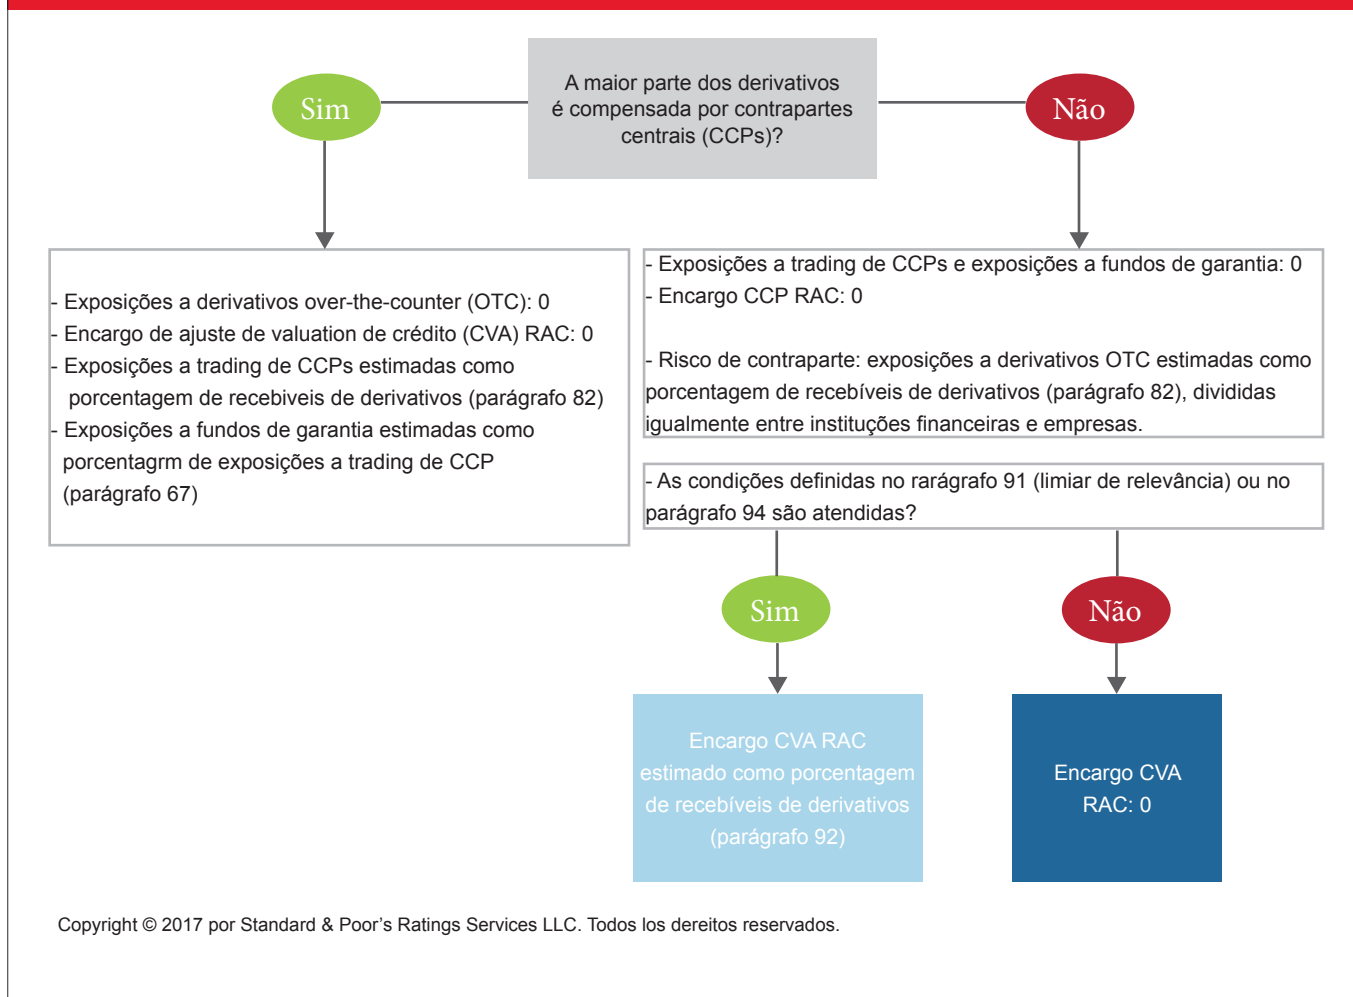 A maior parte dos derivativos
é compensada por contrapartes
centrais (CCPs)?
Sim
Não
- Exposições a derivativos over-the-counter (OTC): 0
- Encargo de ajuste de valuation de crédito (CVA) RAC: 0
- Exposições a trading de CCPs estimadas como
porcentagem de recebiveis de derivativos (parágrafo 82)
- Exposições a fundos de garantia estimadas como
porcentagrm de exposições a trading de CCP
(parágrafo 67)
- Exposições a trading de CCPs e exposições a fundos de garantia: 0
- Encargo CCP RAC: 0
- Risco de contraparte: exposições a derivativos OTC estimadas como
porcentagem de recebíveis de derivativos (parágrafo 82), divididas
igualmente entre instituções financeiras e empresas.
- As condições definidas no rarágrafo 91 (limiar de relevância) ou no
parágrafo 94 são atendidas?
Sim
Não
Encargo CVA RAC
estimado como porcentagem
de recebíveis de derivativos
(parágrafo 92)
Encargo CVA
RAC: 0
Copyright © 2017 por Standard & Poor’s Ratings Services LLC. Todos los dereitos reservados.